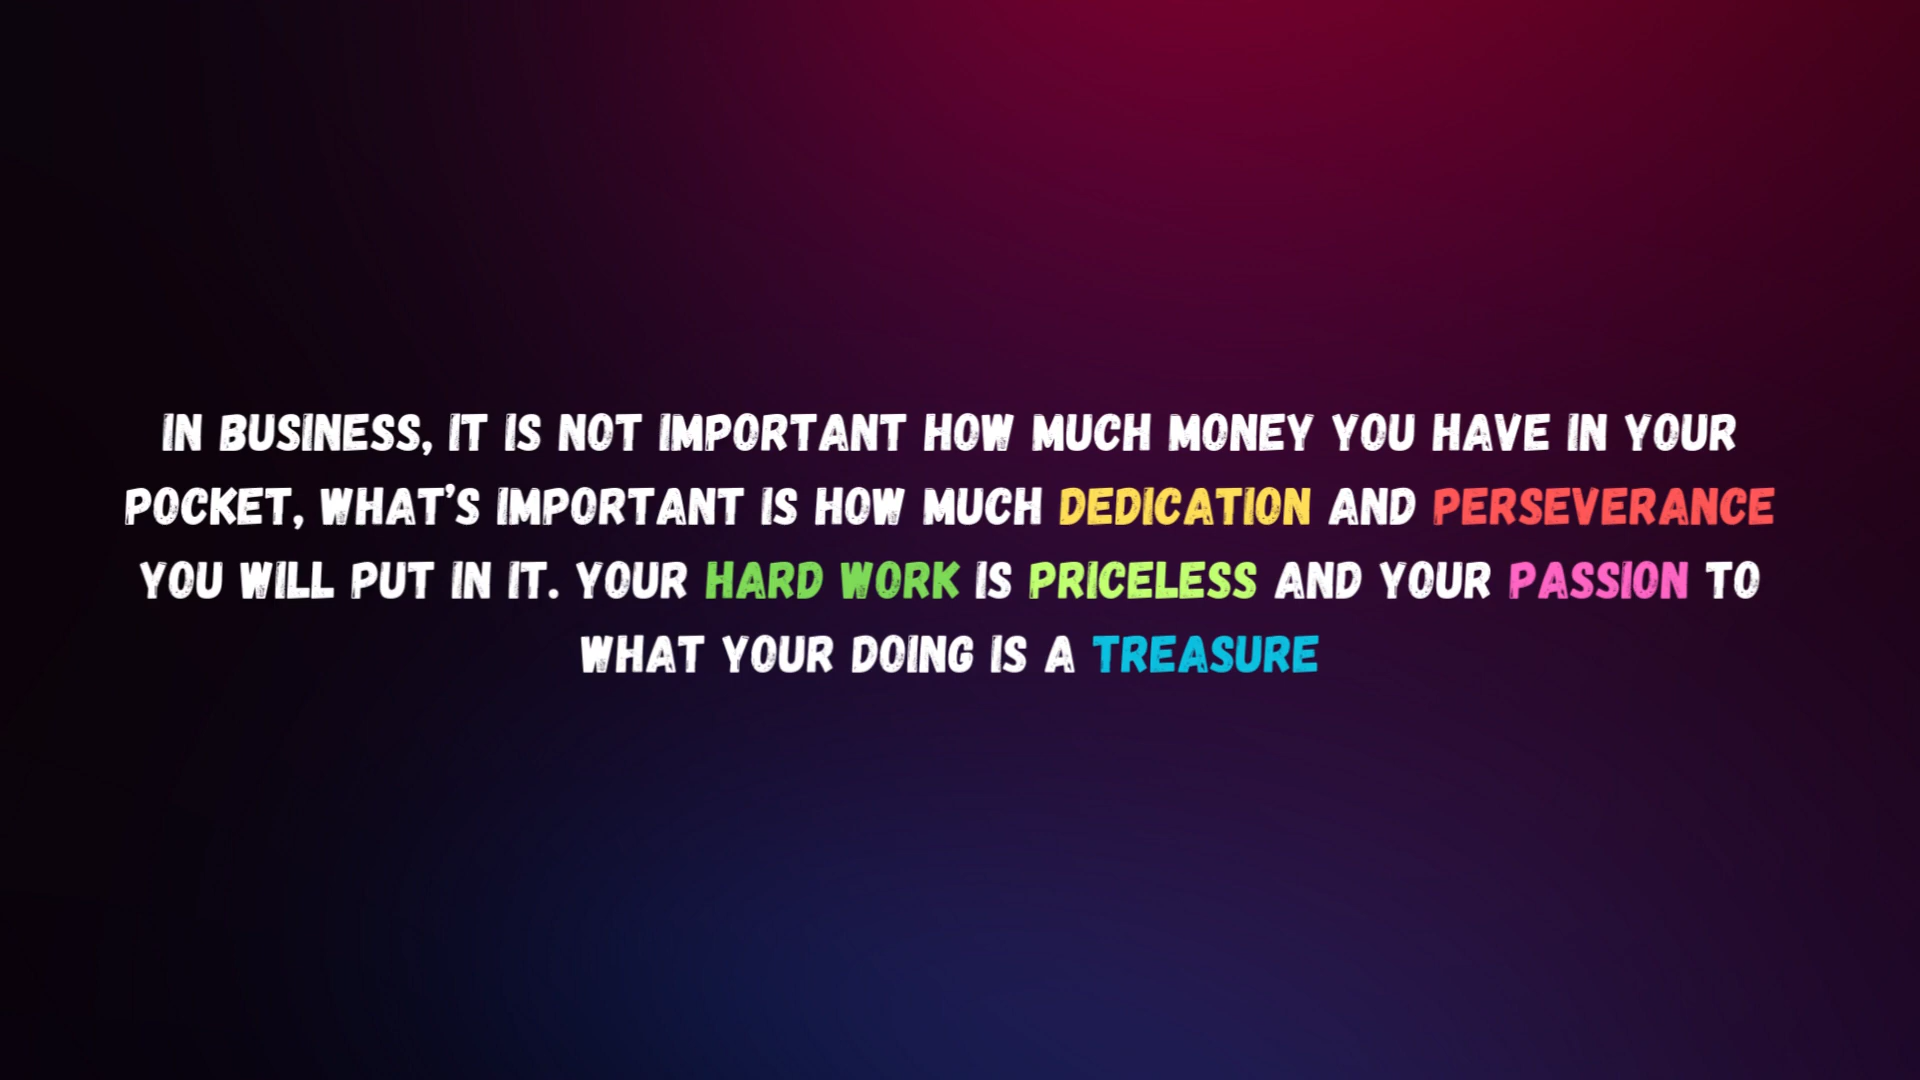 IN BUSINESS, IT IS NOT IMPORTANT HOW MUCH MONEY YOU HAVE IN YOUR
POCKET, WHAT’S IMPORTANT IS HOW MUCH DEDICATION AND PERSEVERANCE
YOU WILL PUT IN IT. YOUR HARD WORK IS PRICELESS AND YOUR PASSION TO
WHAT YOUR DOING IS A TREASURE